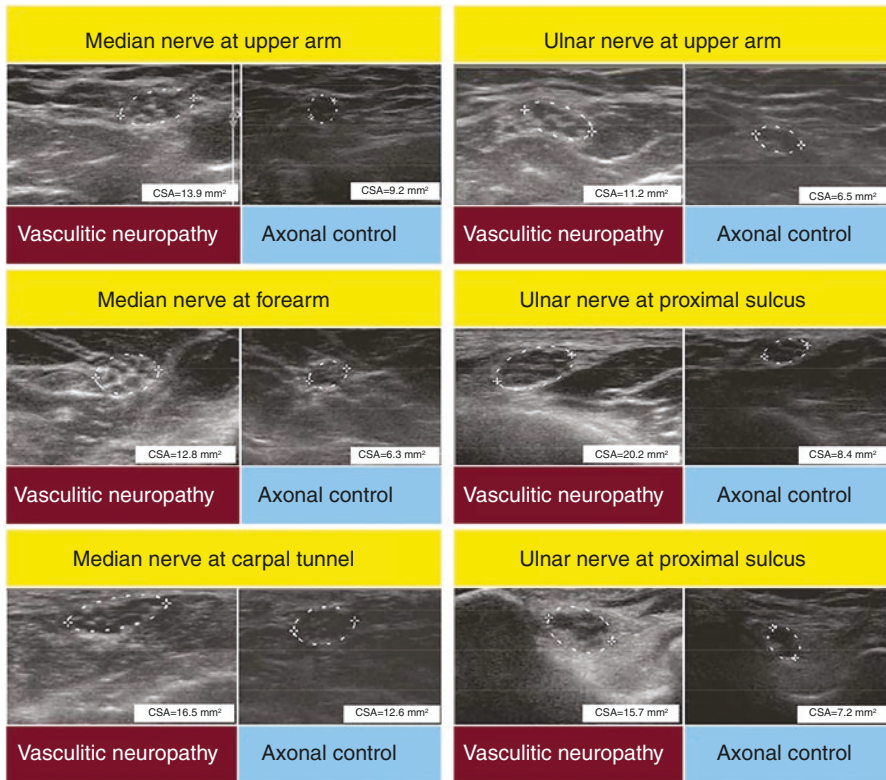 Median nerve at upper arm
CSA=13.9 mm²
CSA=9.2 mm²
Vasculitic neuropathy
Axonal control
Ulnar nerve at upper arm
CSA=11.2 mm²
CSA=6.5 mm²
Vasculitic neuropathy
Axonal control
Median nerve at forearm
CSA=12.8 mm²
CSA=6.3 mm²
Vasculitic neuropathy
Axonal control
Ulnar nerve at proximal sulcus
CSA=20.2 mm²
CSA=8.4 mm²
Vasculitic neuropathy
Axonal control
Median nerve at carpal tunnel
CSA=16.5 mm²
CSA=12.6 mm²
Vasculitic neuropathy
Axonal control
Ulnar nerve at proximal sulcus
CSA=15.7 mm²
CSA=7.2 mm²
Vasculitic neuropathy
Axonal control